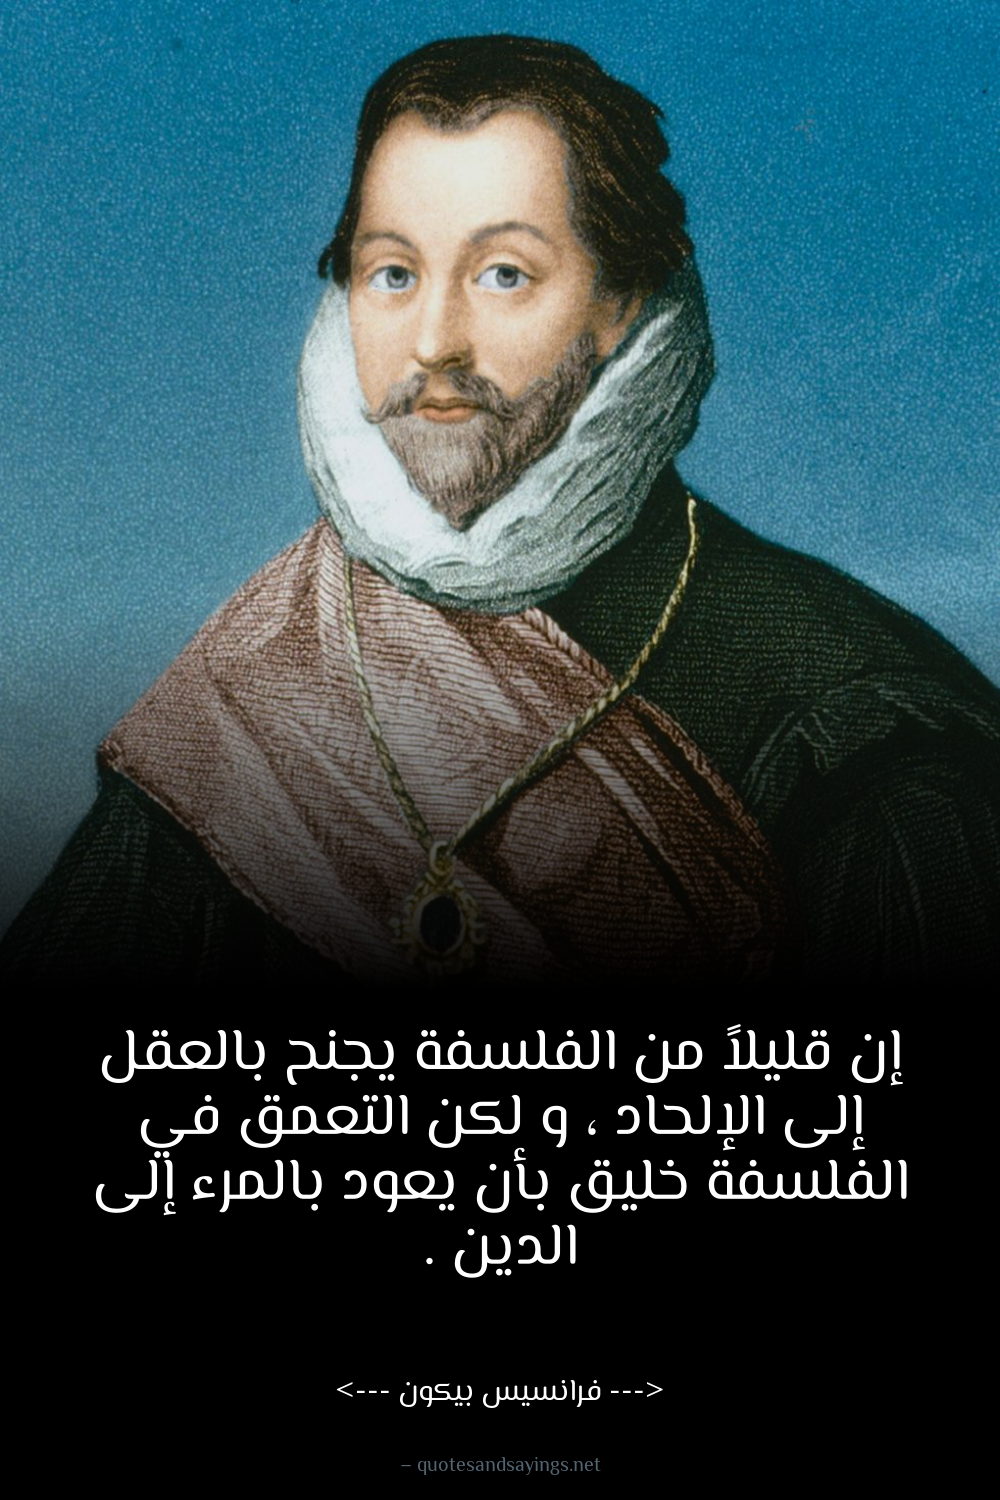 إن قليلاً من الفلسفة يجنح بالعقل
إلى الإلحاد ، و لكن التعمق في
الفلسفة خليق بأن يعود بالمرء إلى
الدين .
<--- فرانسيس بيكون --->
– quotesandsayings.net